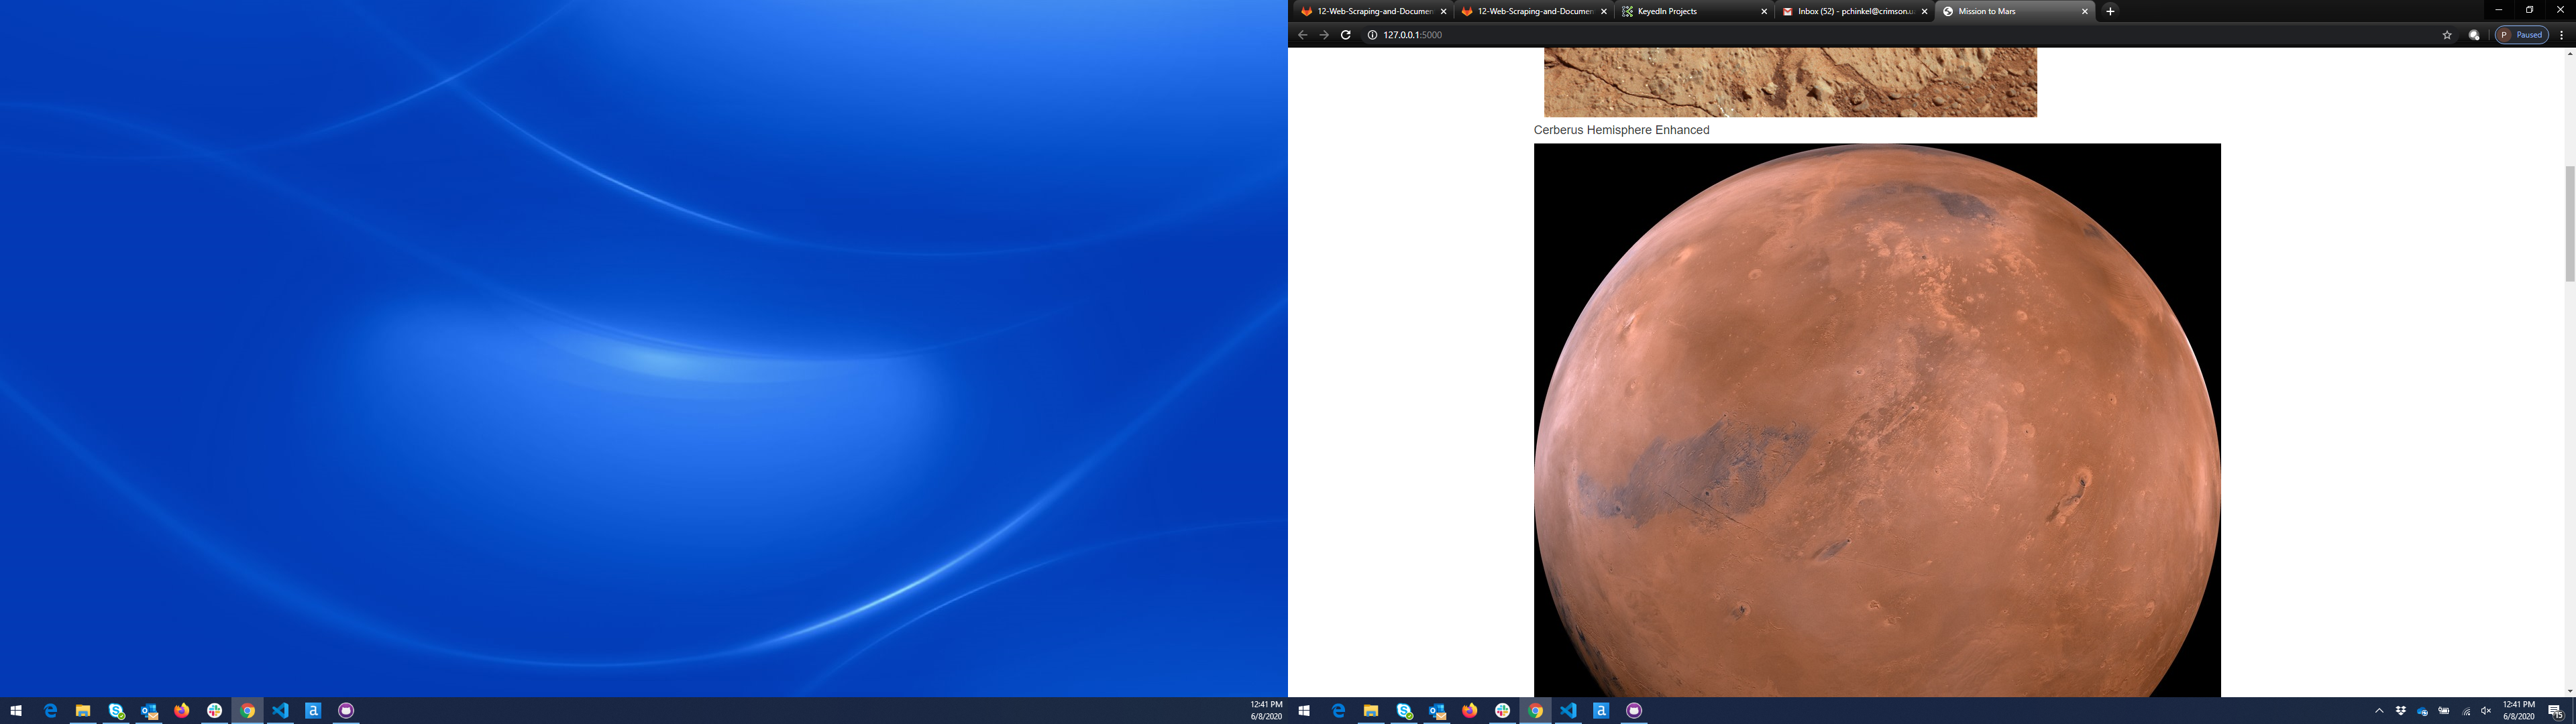 12-Web-Scraping-and-Documen
12-Web-Scraping-and-Documen
KeyedIn Projects
Inbox (52) - pchinkel@crimson.u
Mission to Mars
127.0.0.1:5000
P Paused
Cerberus Hemisphere Enhanced
12:41 PM
6/8/2020
12:41 PM
6/8/2020
15